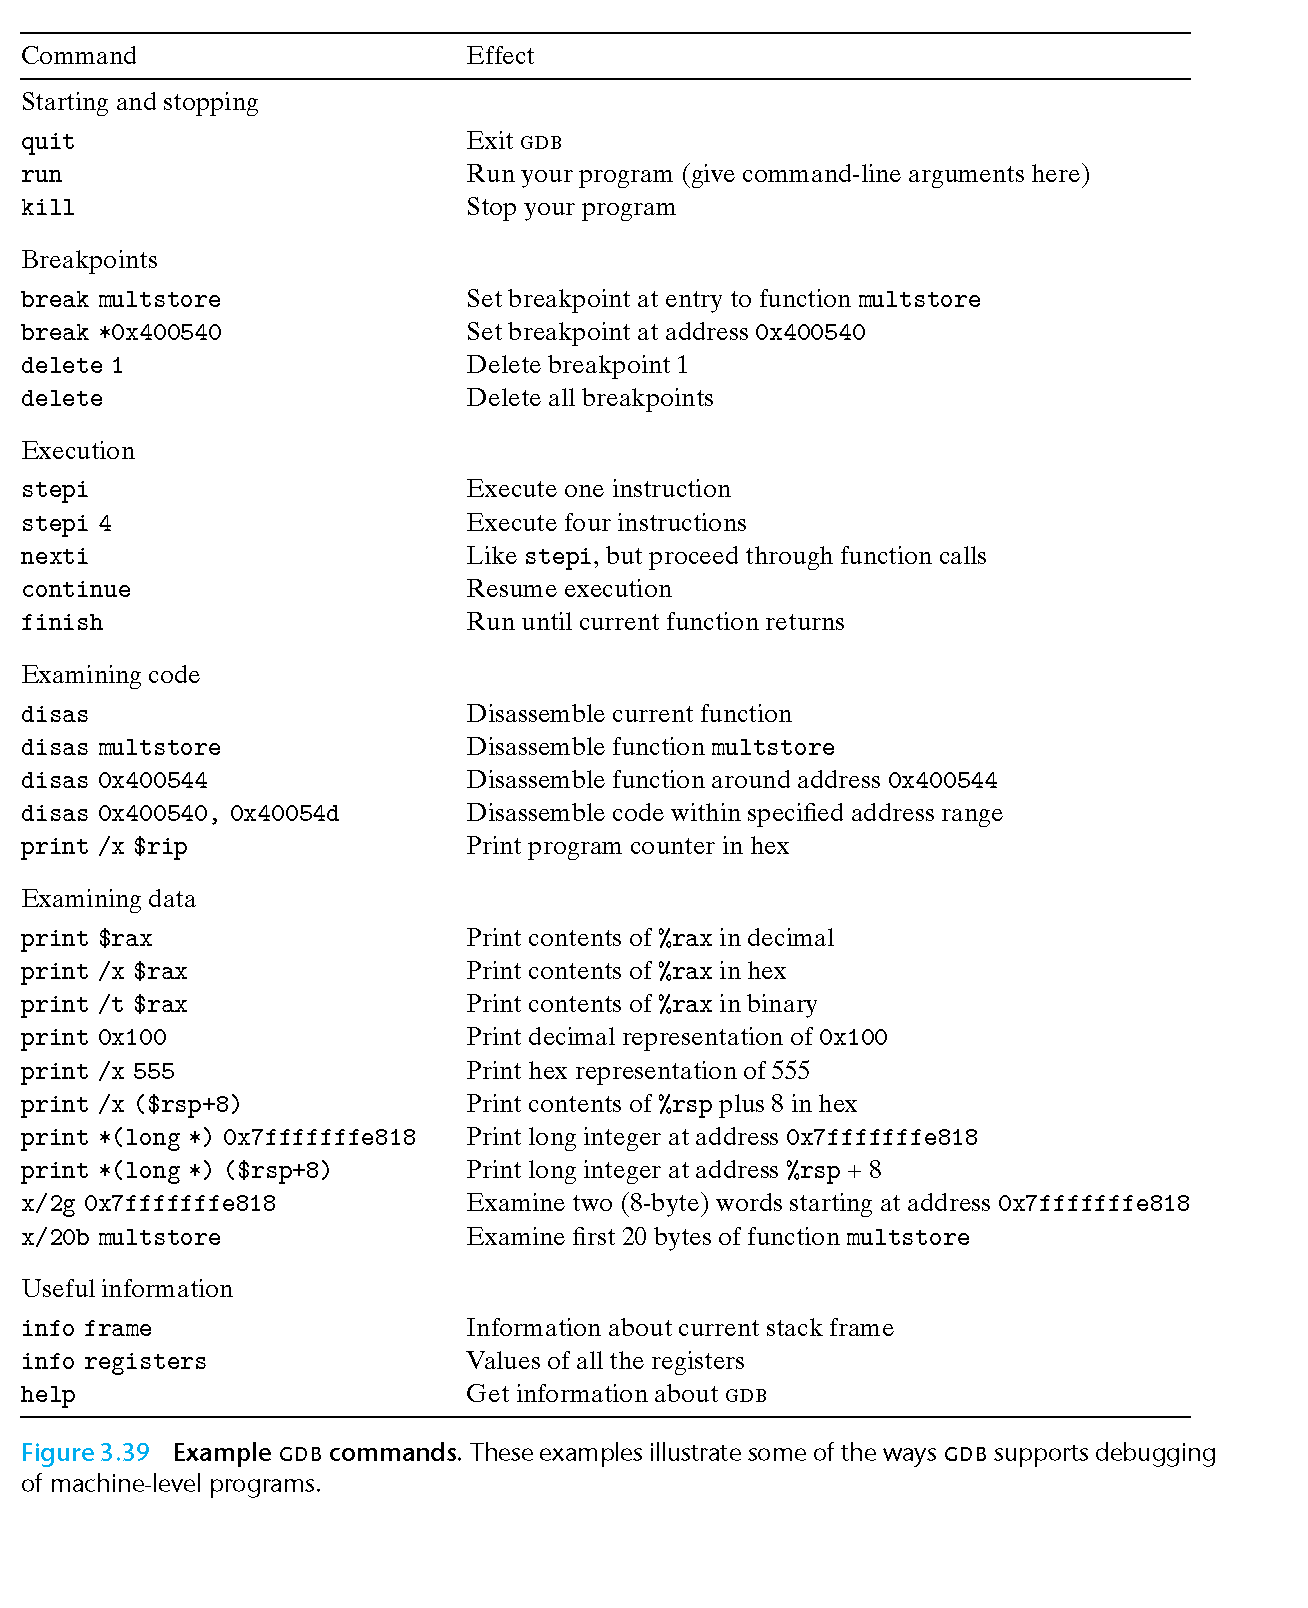 Command Effect
Starting and stopping
quit Exit GDB
run Run your program (give command-line arguments here)
kill Stop your program
Breakpoints
break multstore Set breakpoint at entry to function multstore
break *0x400540 Set breakpoint at address 0x400540
delete 1 Delete breakpoint 1
delete Delete all breakpoints
Execution
stepi Execute one instruction
stepi 4 Execute four instructions
nexti Like stepi, but proceed through function calls
continue Resume execution
finish Run until current function returns
Examining code
disas Disassemble current function
disas multstore Disassemble function multstore
disas 0x400544 Disassemble function around address 0x400544
disas 0x400540, 0x40054d Disassemble code within specified address range
print /x $rip Print program counter in hex
Examining data
print $rax Print contents of %rax in decimal
print /x $rax Print contents of %rax in hex
print /t $rax Print contents of %rax in binary
print 0x100 Print decimal representation of 0x100
print /x 555 Print hex representation of 555
print /x ($rsp+8) Print contents of %rsp plus 8 in hex
print *(long *) 0x7fffffffe818 Print long integer at address 0x7fffffffe818
print *(long *) ($rsp+8) Print long integer at address %rsp + 8
x/2g 0x7fffffffe818 Examine two (8-byte) words starting at address 0x7fffffffe818
x/20b multstore Examine first 20 bytes of function multstore
Useful information
info frame Information about current stack frame
info registers Values of all the registers
help Get information about GDB
Figure 3.39 Example GDB commands. These examples illustrate some of the ways GDB supports debugging
of machine-level programs.